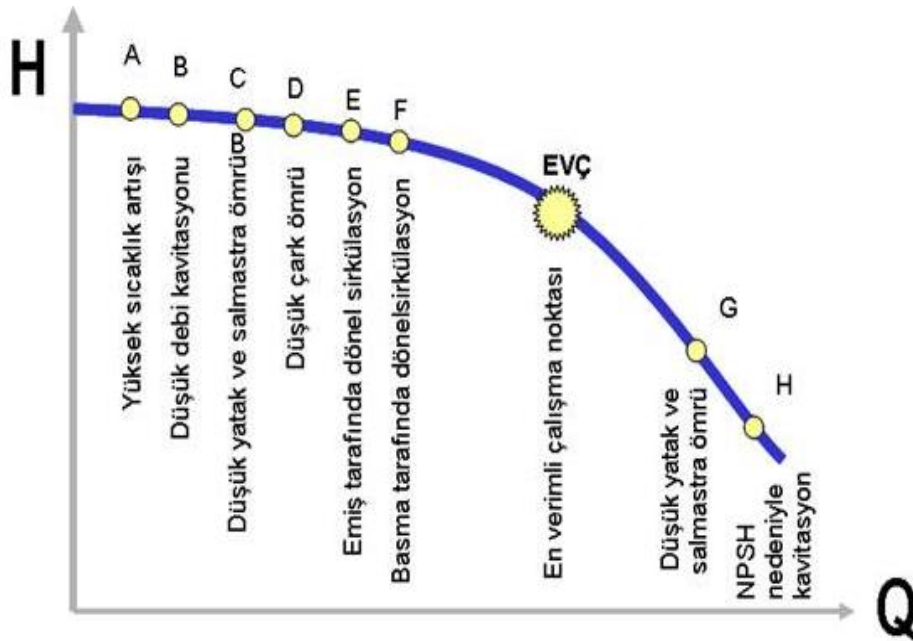 H
A
B
C
D
E
F
B
EVÇ
G
H
Yüksek sıcaklık artışı
Düşük debi kavitasyonu
Düşük yatak ve salmastra ömrü
Düşük çark ömrü
Emiş tarafında dönel sirkülasyon
Basma tarafında dönelsirkülasyon
En verimli çalışma noktası
Düşük yatak ve
salmastra ömrü
NPSH
nedeniyle
kavitasyon
Q